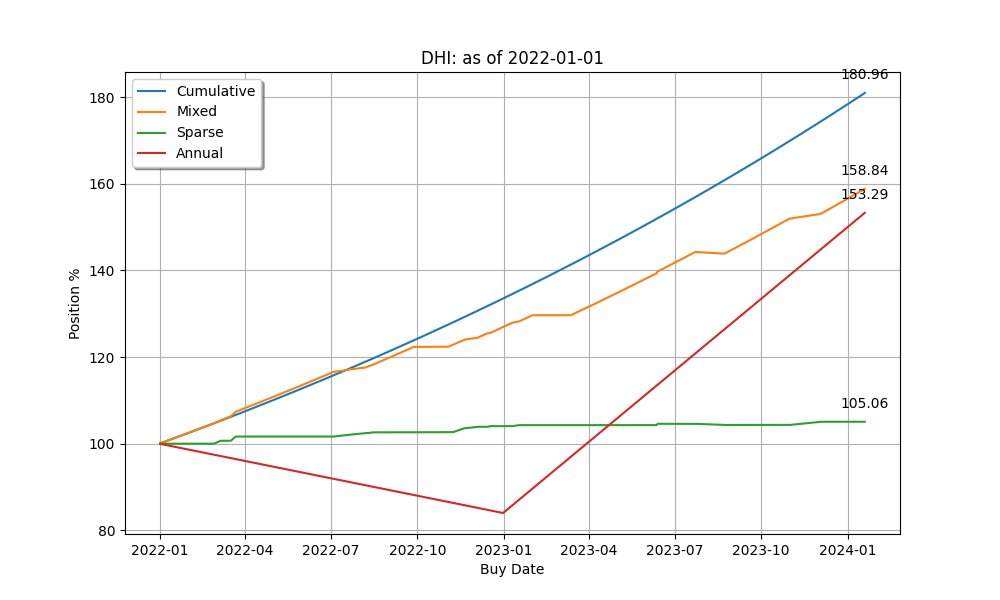 DHI: as of 2022-01-01
Cumulative
Mixed
Sparse
Annual
180.96
158.84
153.29
105.06
Position %
180
160
140
120
100
80
2022-01 2022-04 2022-07 2022-10 2023-01 2023-04 2023-07 2023-10 2024-01
Buy Date